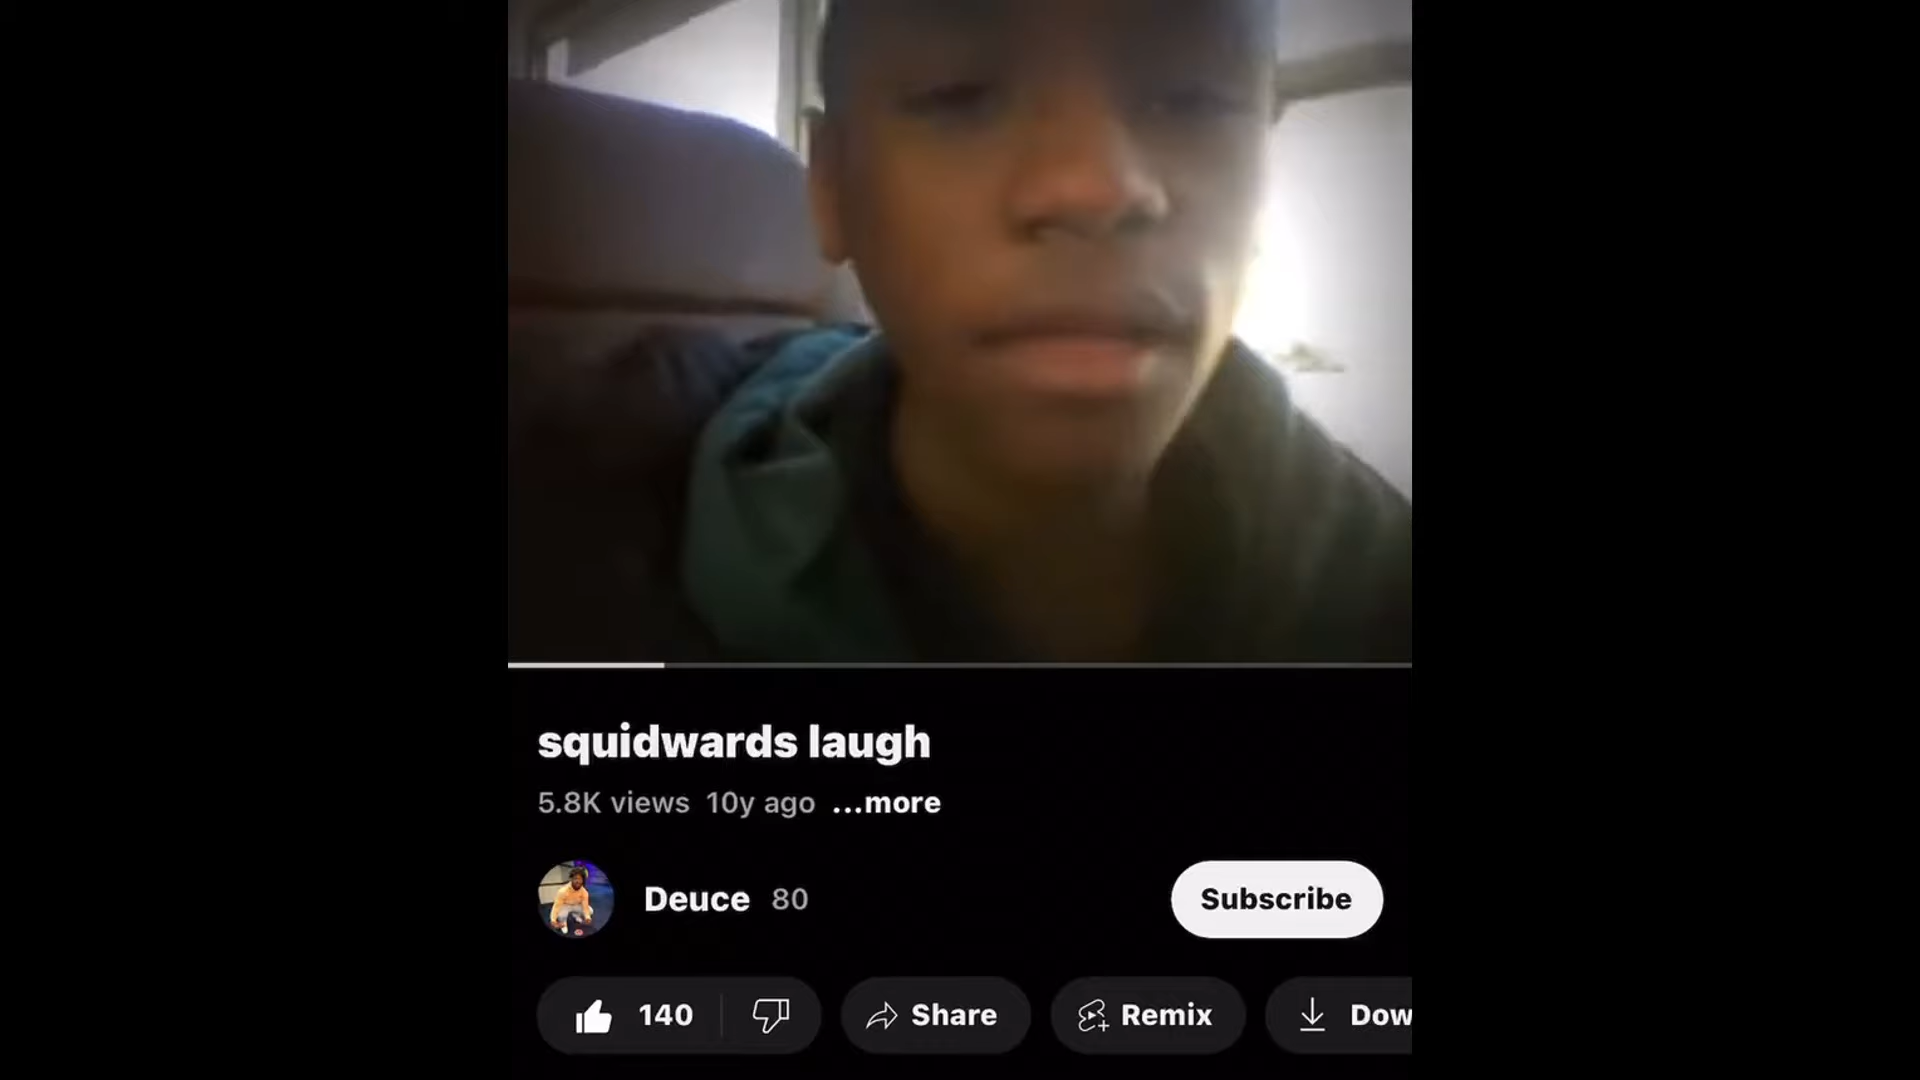 squidwards laugh
5.8K views 10y ago ...more
Deuce 80
Subscribe
140 Share Remix Dow